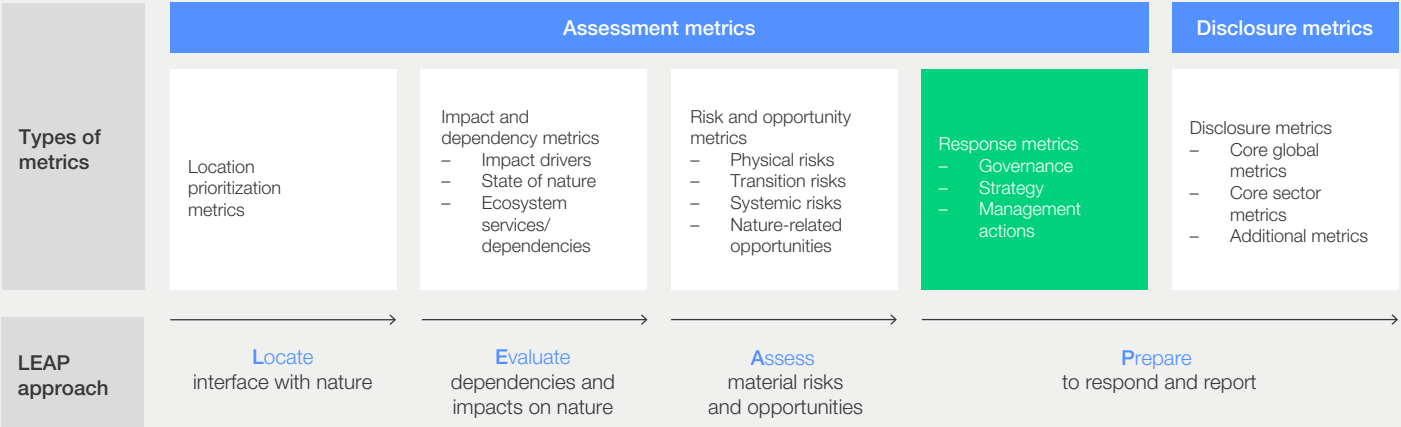 Assessment metrics
Disclosure metrics
Types of
metrics
Location
prioritization
metrics
Impact and
dependency metrics
– Impact drivers
– State of nature
– Ecosystem
services/
dependencies
Risk and opportunity
metrics
– Physical risks
– Transition risks
– Systemic risks
– Nature-related
opportunities
Response metrics
– Governance
– Strategy
– Management
actions
Disclosure metrics
– Core global
metrics
– Core sector
metrics
– Additional metrics
LEAP
approach
Locate
interface with nature
Evaluate
dependencies and
impacts on nature
Assess
material risks
and opportunities
Prepare
to respond and report